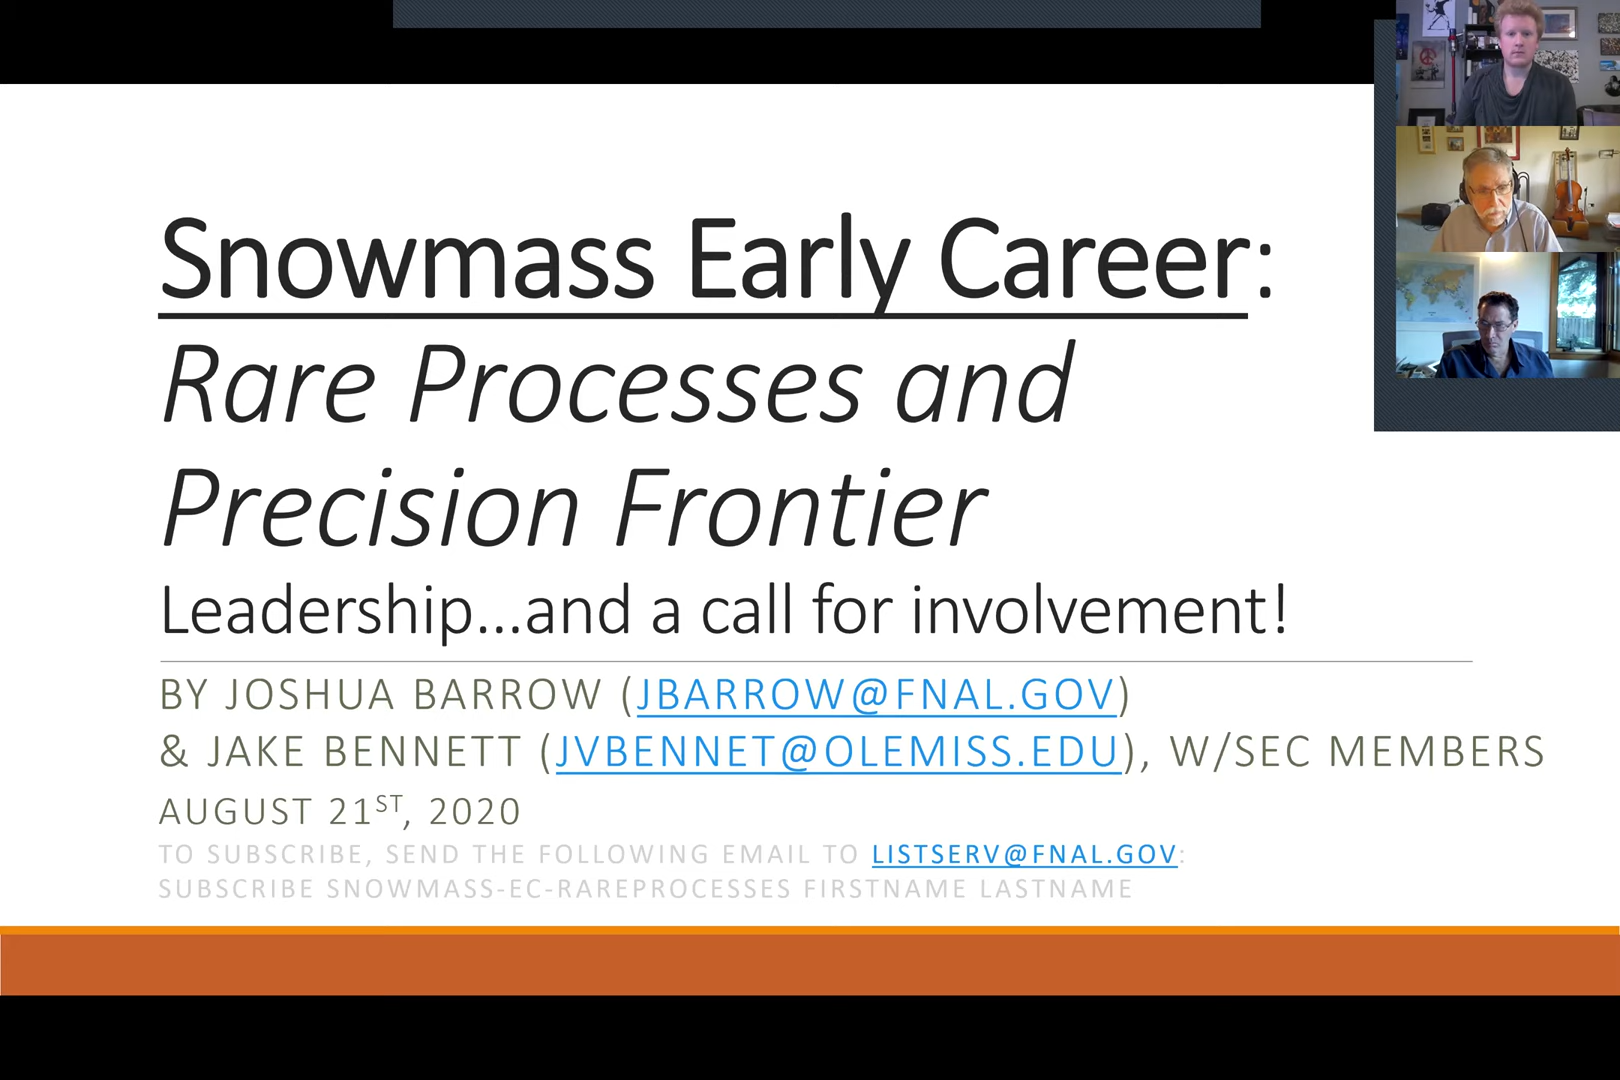 Snowmass Early Career:
Rare Processes and
Precision Frontier
Leadership...and a call for involvement!
BY JOSHUA BARROW (JBARROW@FNAL.GOV)
& JAKE BENNETT (JVBENNET@OLEMISS.EDU), W/SEC MEMBERS
AUGUST 21ST, 2020
TO SUBSCRIBE, SEND THE FOLLOWING EMAIL TO LISTSERV@FNAL.GOV:
SUBSCRIBE SNOWMASS-EC-RAREPROCESSES FIRSTNAME LASTNAME